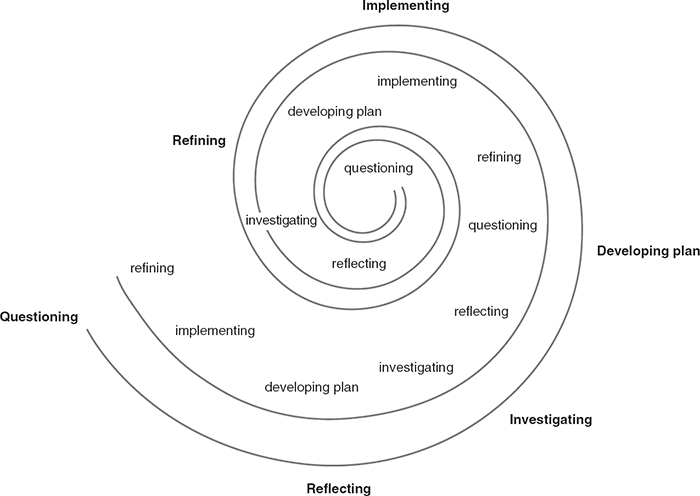 Implementing
implementing
developing plan
Refining
refining
questioning
investigating
questioning
Developing plan
reflecting
refining
Questioning
reflecting
implementing
investigating
developing plan
Investigating
Reflecting